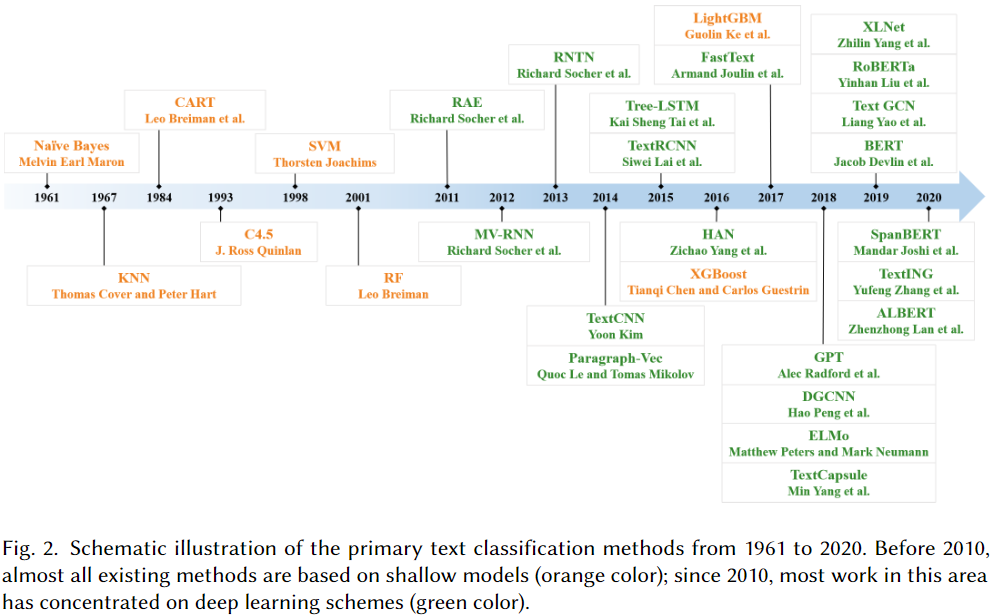 LightGBM
Guolin Ke et al.
FastText
Armand Joulin et al.
XLNet
Zhilin Yang et al.
RoBERTa
Yinhan Liu et al.
Text GCN
Liang Yao et al.
BERT
Jacob Devlin et al.
RNTN
Richard Socher et al.
CART
Leo Breiman et al.
RAE
Richard Socher et al.
Tree-LSTM
Kai Sheng Tai et al.
TextRCNN
Siwei Lai et al.
Naïve Bayes
Melvin Earl Maron
SVM
Thorsten Joachims
1961 1967 1984 1993 1998 2001 2011 2012 2013 2014 2015 2016 2017 2018 2019 2020
C4.5
J. Ross Quinlan
MV-RNN
Richard Socher et al.
HAN
Zichao Yang et al.
XGBoost
Tianqi Chen and Carlos Guestrin
SpanBERT
Mandar Joshi et al.
TextING
Yufeng Zhang et al.
ALBERT
Zhenzhong Lan et al.
KNN
Thomas Cover and Peter Hart
RF
Leo Breiman
TextCNN
Yoon Kim
Paragraph-Vec
Quoc Le and Tomas Mikolov
GPT
Alec Radford et al.
DGCNN
Hao Peng et al.
ELMo
Matthew Peters and Mark Neumann
TextCapsule
Min Yang et al.
Fig. 2. Schematic illustration of the primary text classification methods from 1961 to 2020. Before 2010,
almost all existing methods are based on shallow models (orange color); since 2010, most work in this area
has concentrated on deep learning schemes (green color).